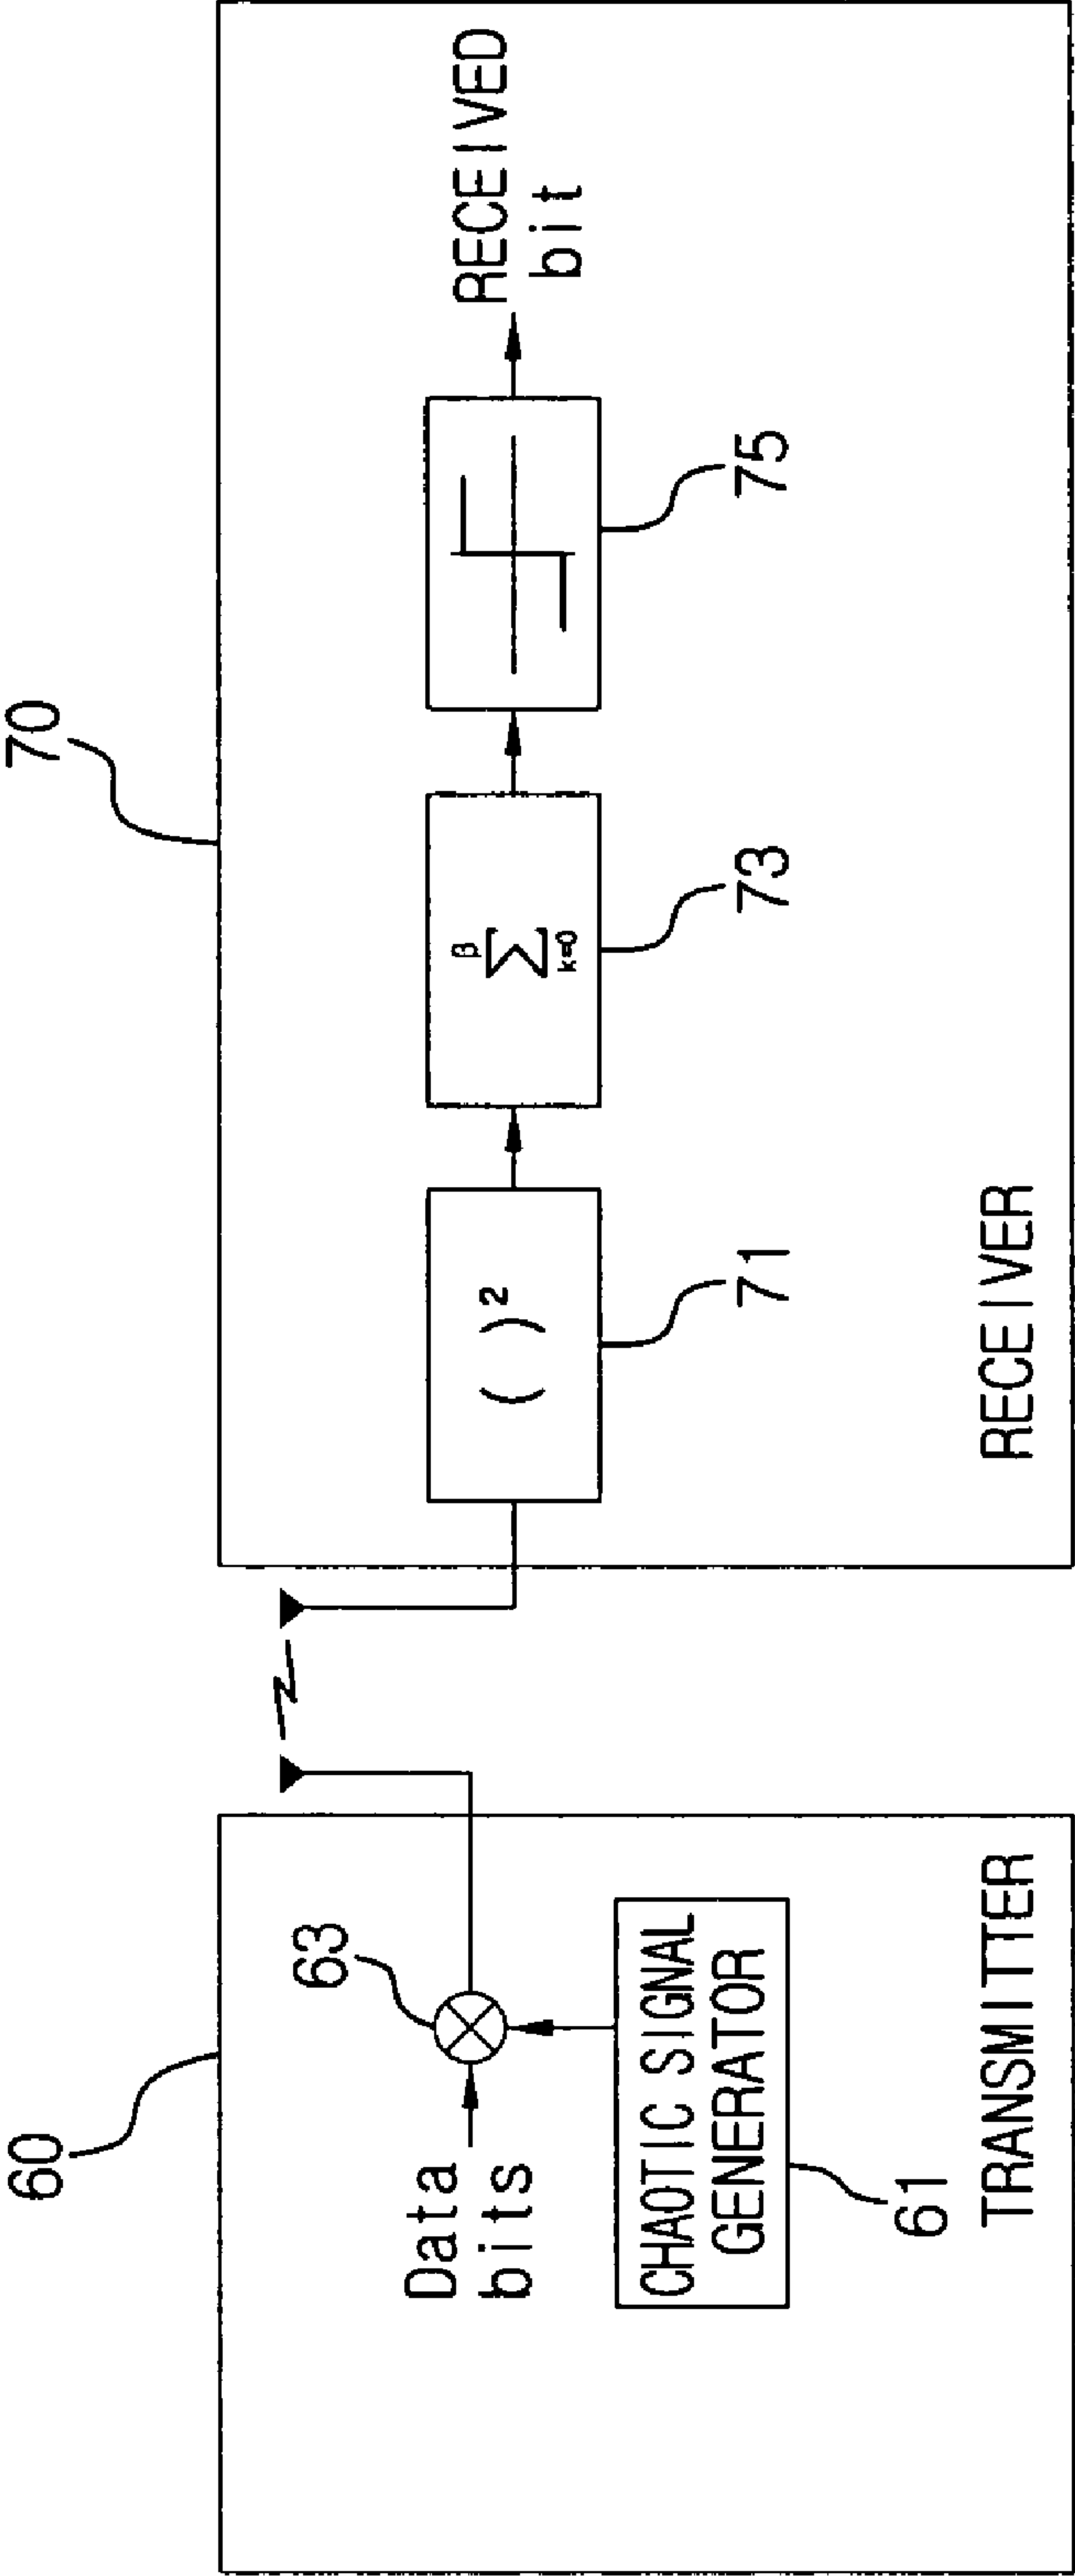 60
70
Data
bits
63
CHAOTIC SIGNAL
GENERATOR
61
TRANSMITTER
( )²
71
β
∑
k=0
73
75
RECEIVED
bit
RECEIVER